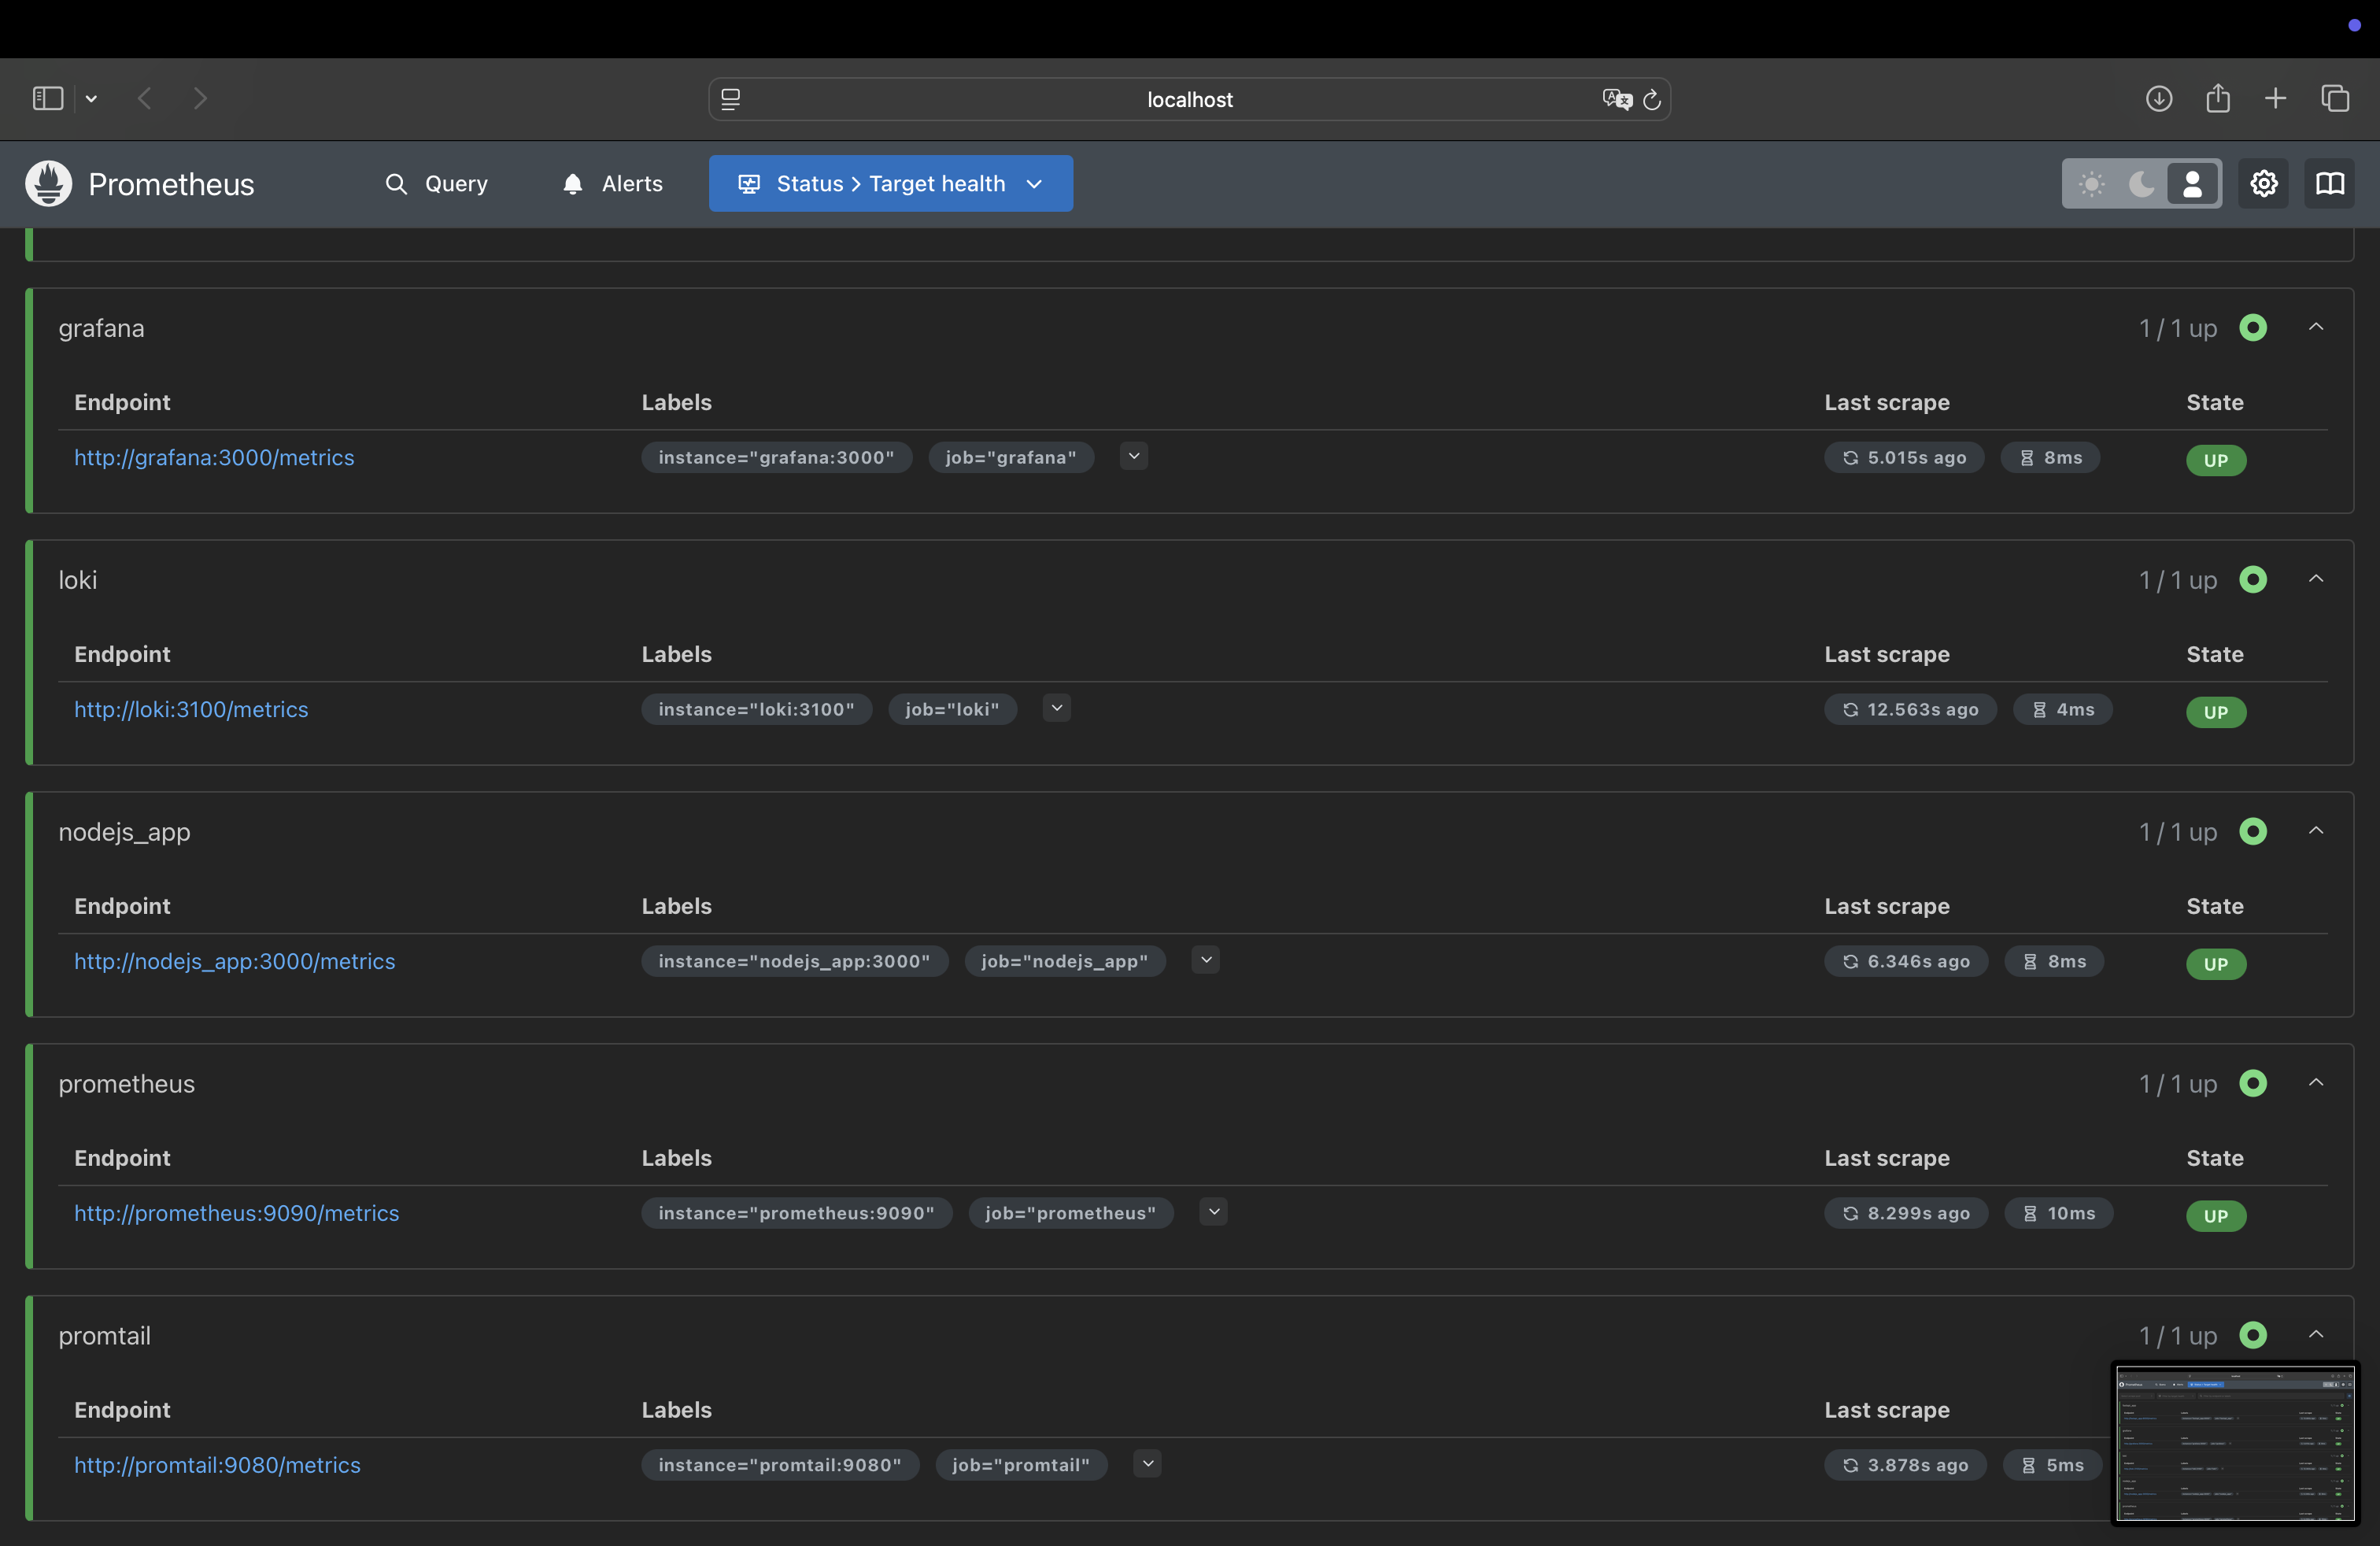 localhost
Prometheus Query Alerts Status > Target health
grafana 1 / 1 up
Endpoint Labels Last scrape State
http://grafana:3000/metrics instance="grafana:3000" job="grafana" 5.015s ago 8ms UP
loki 1 / 1 up
Endpoint Labels Last scrape State
http://loki:3100/metrics instance="loki:3100" job="loki" 12.563s ago 4ms UP
nodejs_app 1 / 1 up
Endpoint Labels Last scrape State
http://nodejs_app:3000/metrics instance="nodejs_app:3000" job="nodejs_app" 6.346s ago 8ms UP
prometheus 1 / 1 up
Endpoint Labels Last scrape State
http://prometheus:9090/metrics instance="prometheus:9090" job="prometheus" 8.299s ago 10ms UP
promtail 1 / 1 up
Endpoint Labels Last scrape
http://promtail:9080/metrics instance="promtail:9080" job="promtail" 3.878s ago 5ms